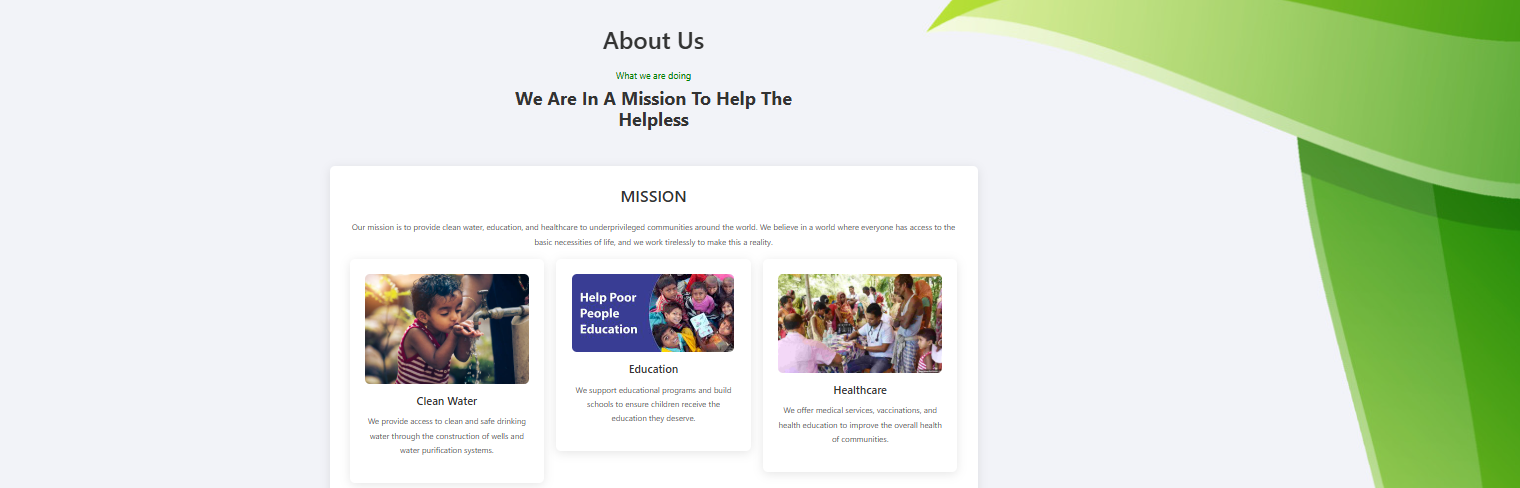 About Us
What we are doing
We Are In A Mission To Help The
Helpless
MISSION
Our mission is to provide clean water, education, and healthcare to underprivileged communities around the world. We believe in a world where everyone has access to the
basic necessities of life, and we work tirelessly to make this a reality.
Clean Water
We provide access to clean and safe drinking
water through the construction of wells and
water purification systems.
Help Poor
People
Education
Education
We support educational programs and build
schools to ensure children receive the
education they deserve.
Healthcare
We offer medical services, vaccinations, and
health education to improve the overall health
of communities.